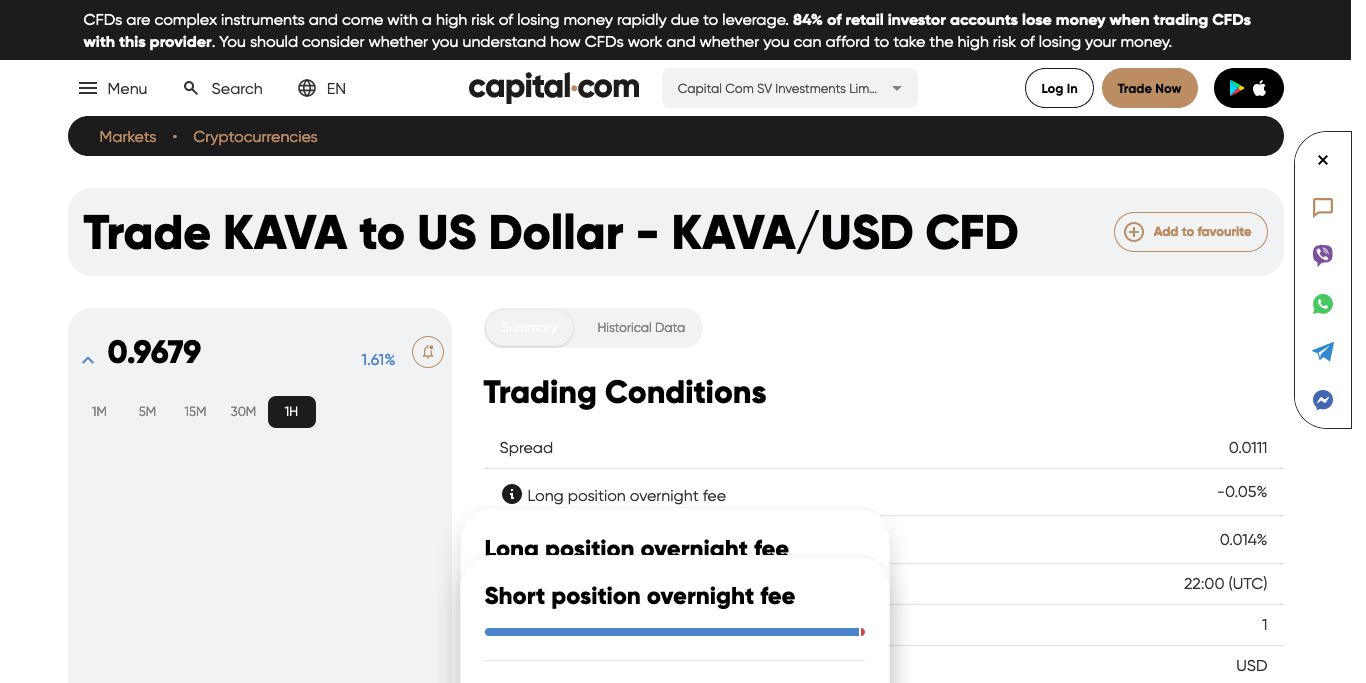 CFDs are complex instruments and come with a high risk of losing money rapidly due to leverage. 84% of retail investor accounts lose money when trading CFDs
with this provider. You should consider whether you understand how CFDs work and whether you can afford to take the high risk of losing your money.
Menu Search EN capital.com Capital Com SV Investments Lim... Log In Trade Now
Markets • Cryptocurrencies
Trade KAVA to US Dollar - KAVA/USD CFD Add to favourite
0.9679 1.61%
1M 5M 15M 30M 1H
Summary Historical Data
Trading Conditions
Spread 0.0111
Long position overnight fee -0.05%
Long position overnight fee 0.014%
22:00 (UTC)
Short position overnight fee
1
USD